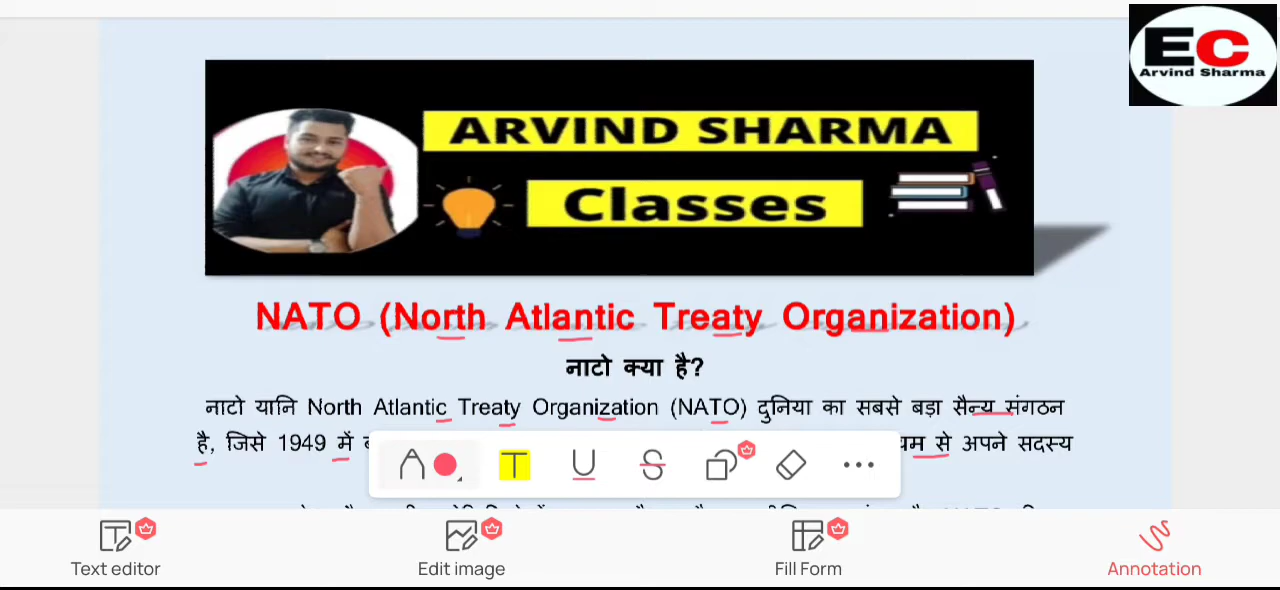 EC
Arvind Sharma
ARVIND SHARMA
Classes
NATO (North Atlantic Treaty Organization)
नाटो क्या है?
नाटो यानि North Atlantic Treaty Organization (NATO) दुनिया का सबसे बड़ा सैन्य संगठन
है, जिसे 1949 में से अपने सदस्य
T
U
S
Text editor
Edit image
Fill Form
Annotation